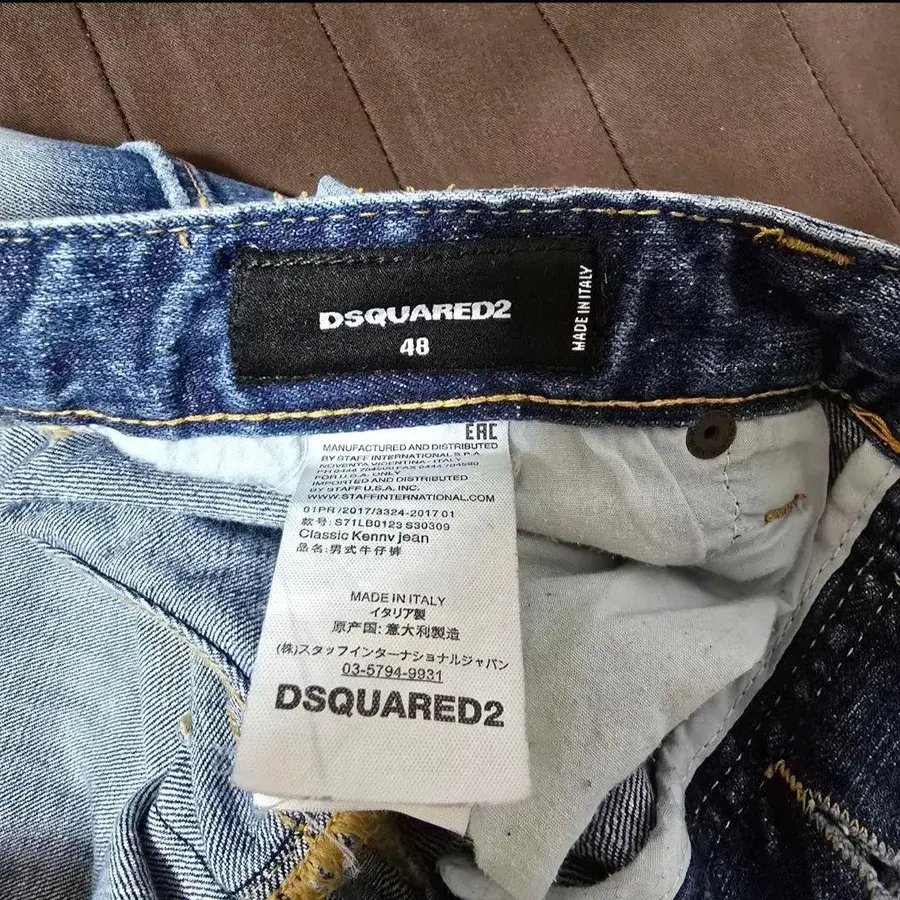 DSQUARED2
48
MADE IN ITALY
EAC
MANUFACTURED AND DISTRIBUTED
BY STAFF INTERNATIONAL S.P.A
NOVENTA VICENTINA - ITALY
FOR U.S.A. ONLY
IMPORTED AND DISTRIBUTED
BY STAFF U.S.A. INC.
WWW.STAFFINTERNATIONAL.COM
01PR/2017/3324-2017 01
款号: S71LB0123 S30309
Classic Kenny jean
品名: 男式牛仔裤
MADE IN ITALY
イタリア製
原产国: 意大利製造
(株)スタッフインターナショナルジャパン
03-5794-9931
DSQUARED2